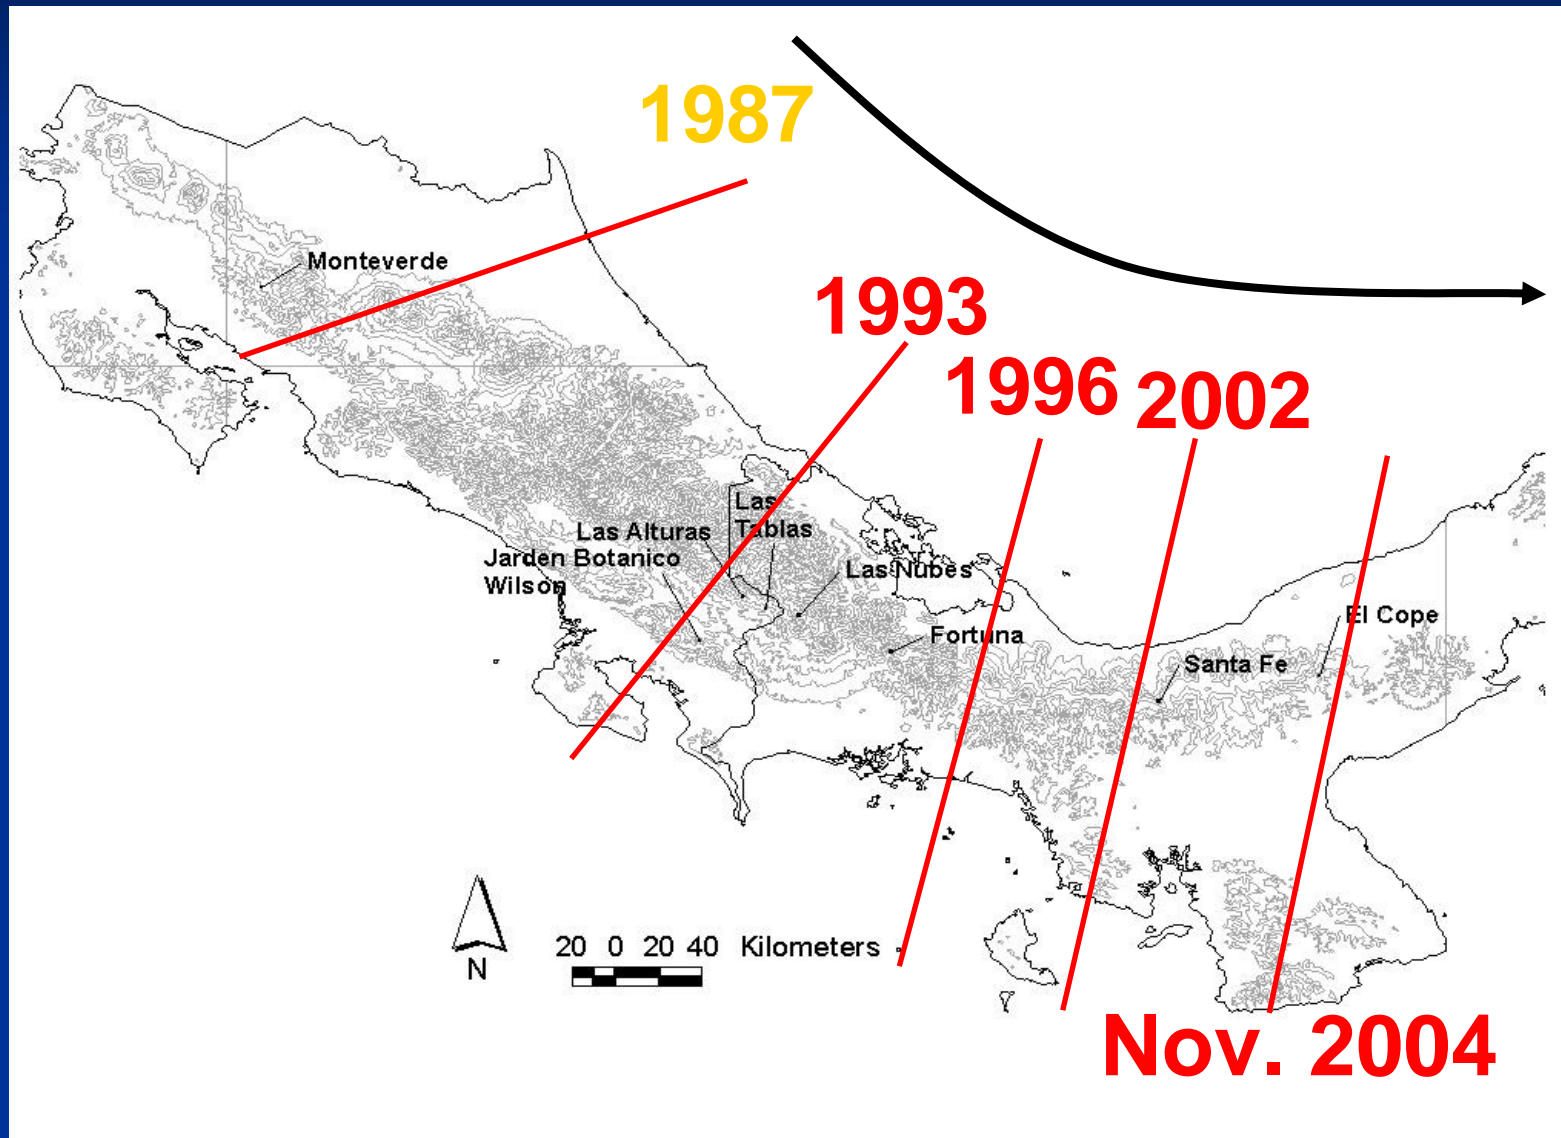 1987
Monteverde
1993
1996
2002
Las
Tablas
Las Alturas
Jarden Botanico
Wilson
Las Nubes
Fortuna
El Cope
Santa Fe
20 0 20 40 Kilometers
N
Nov. 2004